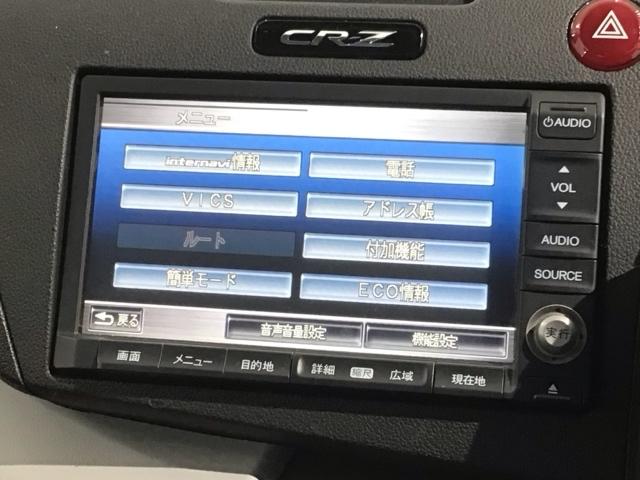 CR-Z
メニュー
internavi情報
電話
VICS
アドレス帳
ルート
付加機能
簡単モード
ECO情報
戻る
音声音量設定
機能設定
画面
メニュー
目的地
詳細
縮尺
広域
現在地
AUDIO
VOL
AUDIO
SOURCE
実行